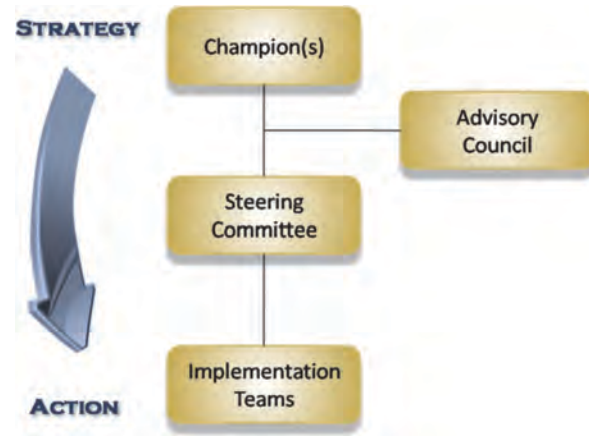 STRATEGY
Champion(s)
Advisory
Council
Steering
Committee
Implementation
Teams
ACTION